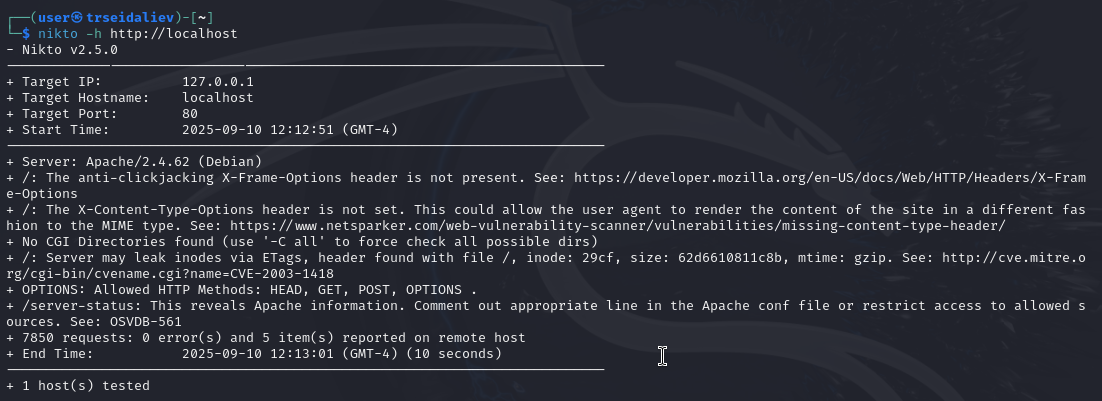 ┌──(user㉿trseidaliev)-[~]
└─$ nikto -h http://localhost
- Nikto v2.5.0
---------------------------------------------------------------------------
+ Target IP:          127.0.0.1
+ Target Hostname:    localhost
+ Target Port:        80
+ Start Time:         2025-09-10 12:12:51 (GMT-4)
---------------------------------------------------------------------------
+ Server: Apache/2.4.62 (Debian)
+ /: The anti-clickjacking X-Frame-Options header is not present. See: https://developer.mozilla.org/en-US/docs/Web/HTTP/Headers/X-Fram
e-Options
+ /: The X-Content-Type-Options header is not set. This could allow the user agent to render the content of the site in a different fas
hion to the MIME type. See: https://www.netsparker.com/web-vulnerability-scanner/vulnerabilities/missing-content-type-header/
+ No CGI Directories found (use '-C all' to force check all possible dirs)
+ /: Server may leak inodes via ETags, header found with file /, inode: 29cf, size: 62d6610811c8b, mtime: gzip. See: http://cve.mitre.o
rg/cgi-bin/cvename.cgi?name=CVE-2003-1418
+ OPTIONS: Allowed HTTP Methods: HEAD, GET, POST, OPTIONS .
+ /server-status: This reveals Apache information. Comment out appropriate line in the Apache conf file or restrict access to allowed s
ources. See: OSVDB-561
+ 7850 requests: 0 error(s) and 5 item(s) reported on remote host
+ End Time:           2025-09-10 12:13:01 (GMT-4) (10 seconds)
---------------------------------------------------------------------------
+ 1 host(s) tested